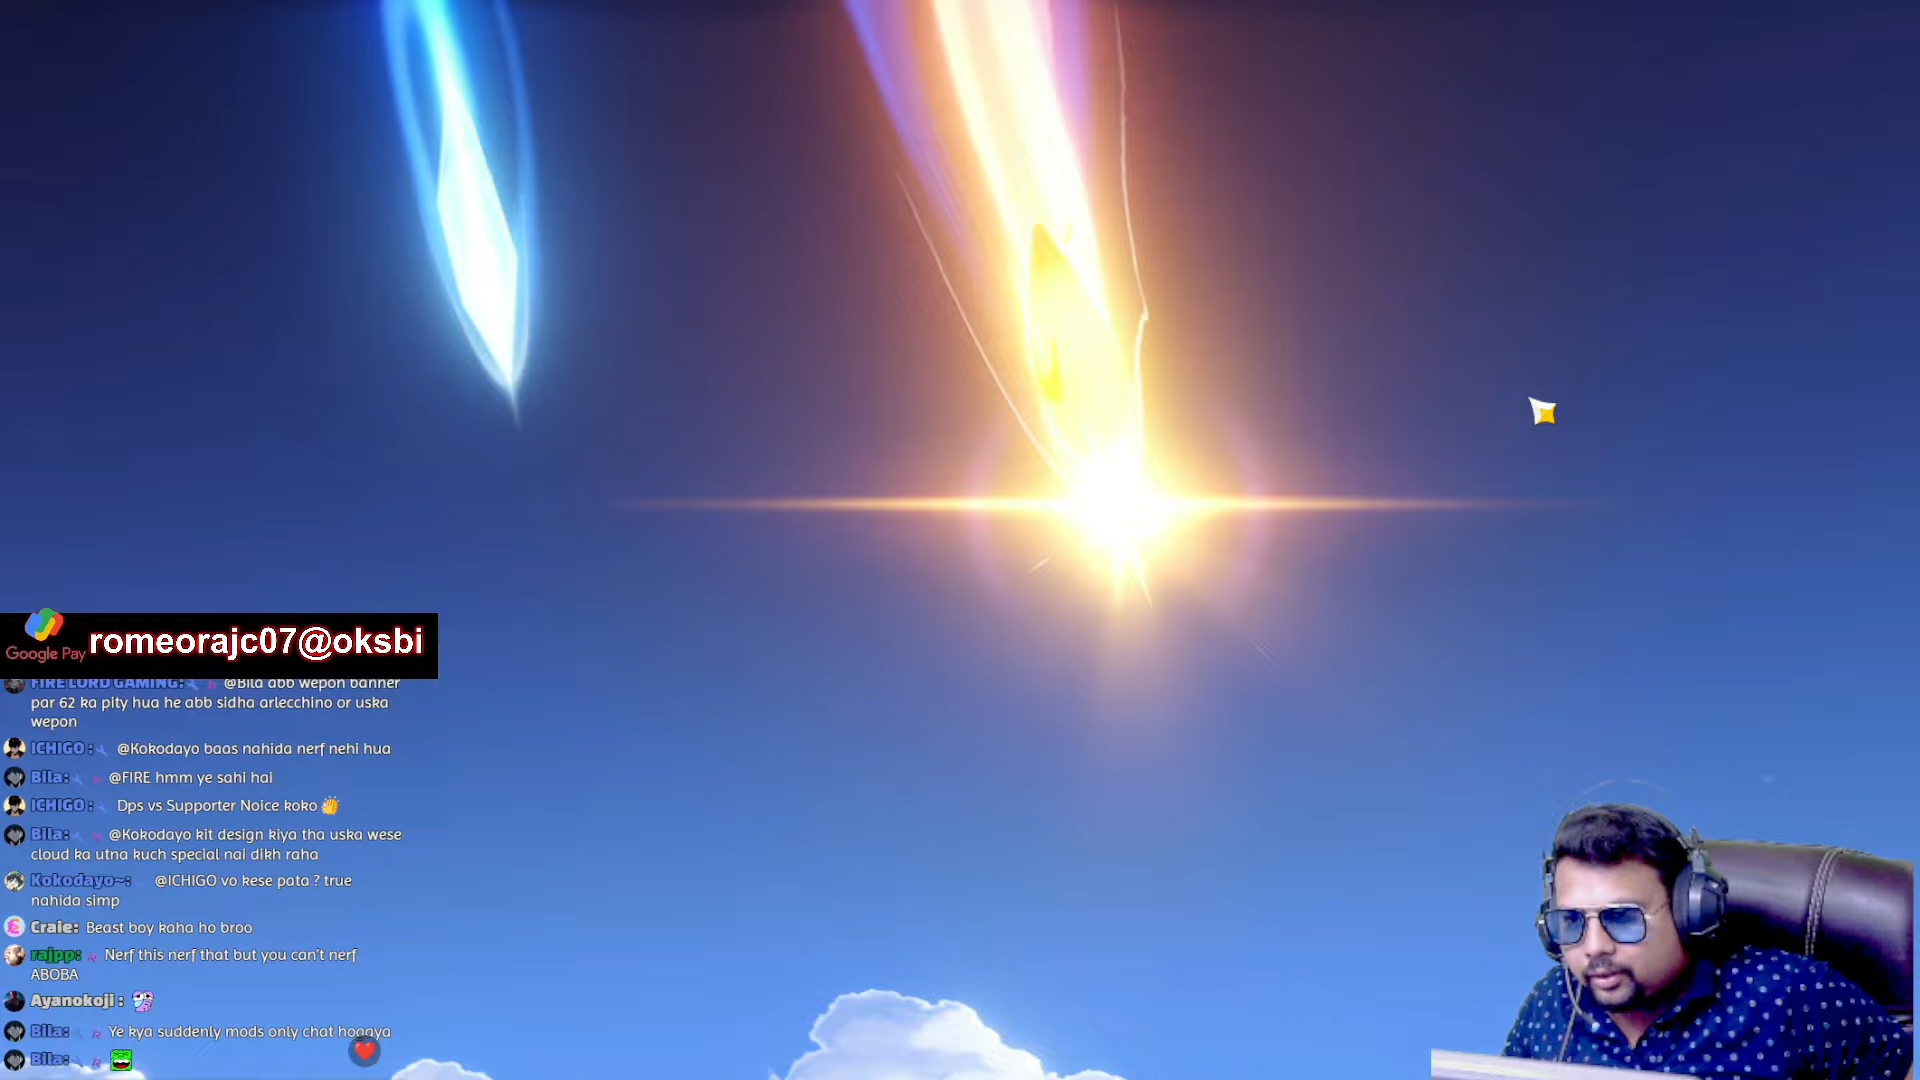 Google Pay romeorajc07@oksbi
FIRE LORD GAMING: @Bila abb wepon banner
par 62 ka pity hua he abb sidha arlecchino or uska
wepon
ICHIGO: @Kokodayo baas nahida nerf nehi hua
Bila: @FIRE hmm ye sahi hai
ICHIGO: Dps vs Supporter Noice koko
Bila: @Kokodayo kit design kiya tha uska wese
cloud ka utna kuch special nai dikh raha
Kokodayo~: @ICHIGO vo kese pata ? true
nahida simp
Craie: Beast boy kaha ho broo
rajpp: Nerf this nerf that but you can't nerf
ABOBA
Ayanokoji :
Bila: Ye kya suddenly mods only chat hogaya
Bila: